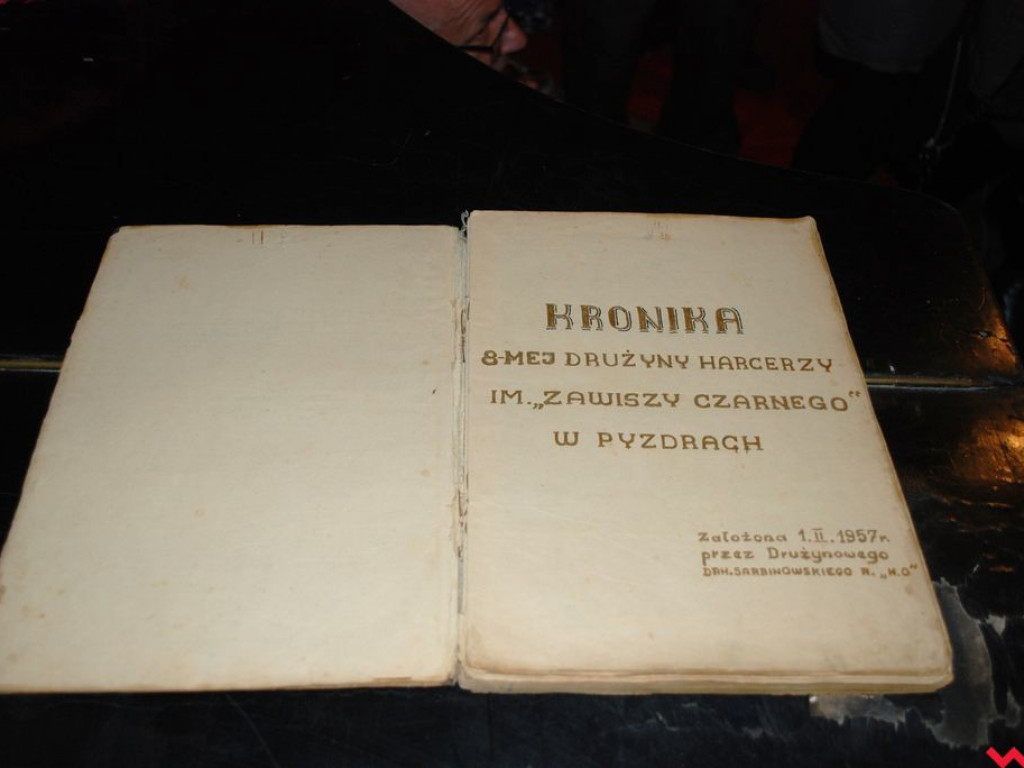 KRONIKA
8-MEJ DRUŻYNY HARCERZY
IM. „ZAWISZY CZARNEGO"
W PYZDRACH
Założona 1.II.1957r.
przez Drużynowego
DRH. SARBINOWSKIEGO R. „H.O"